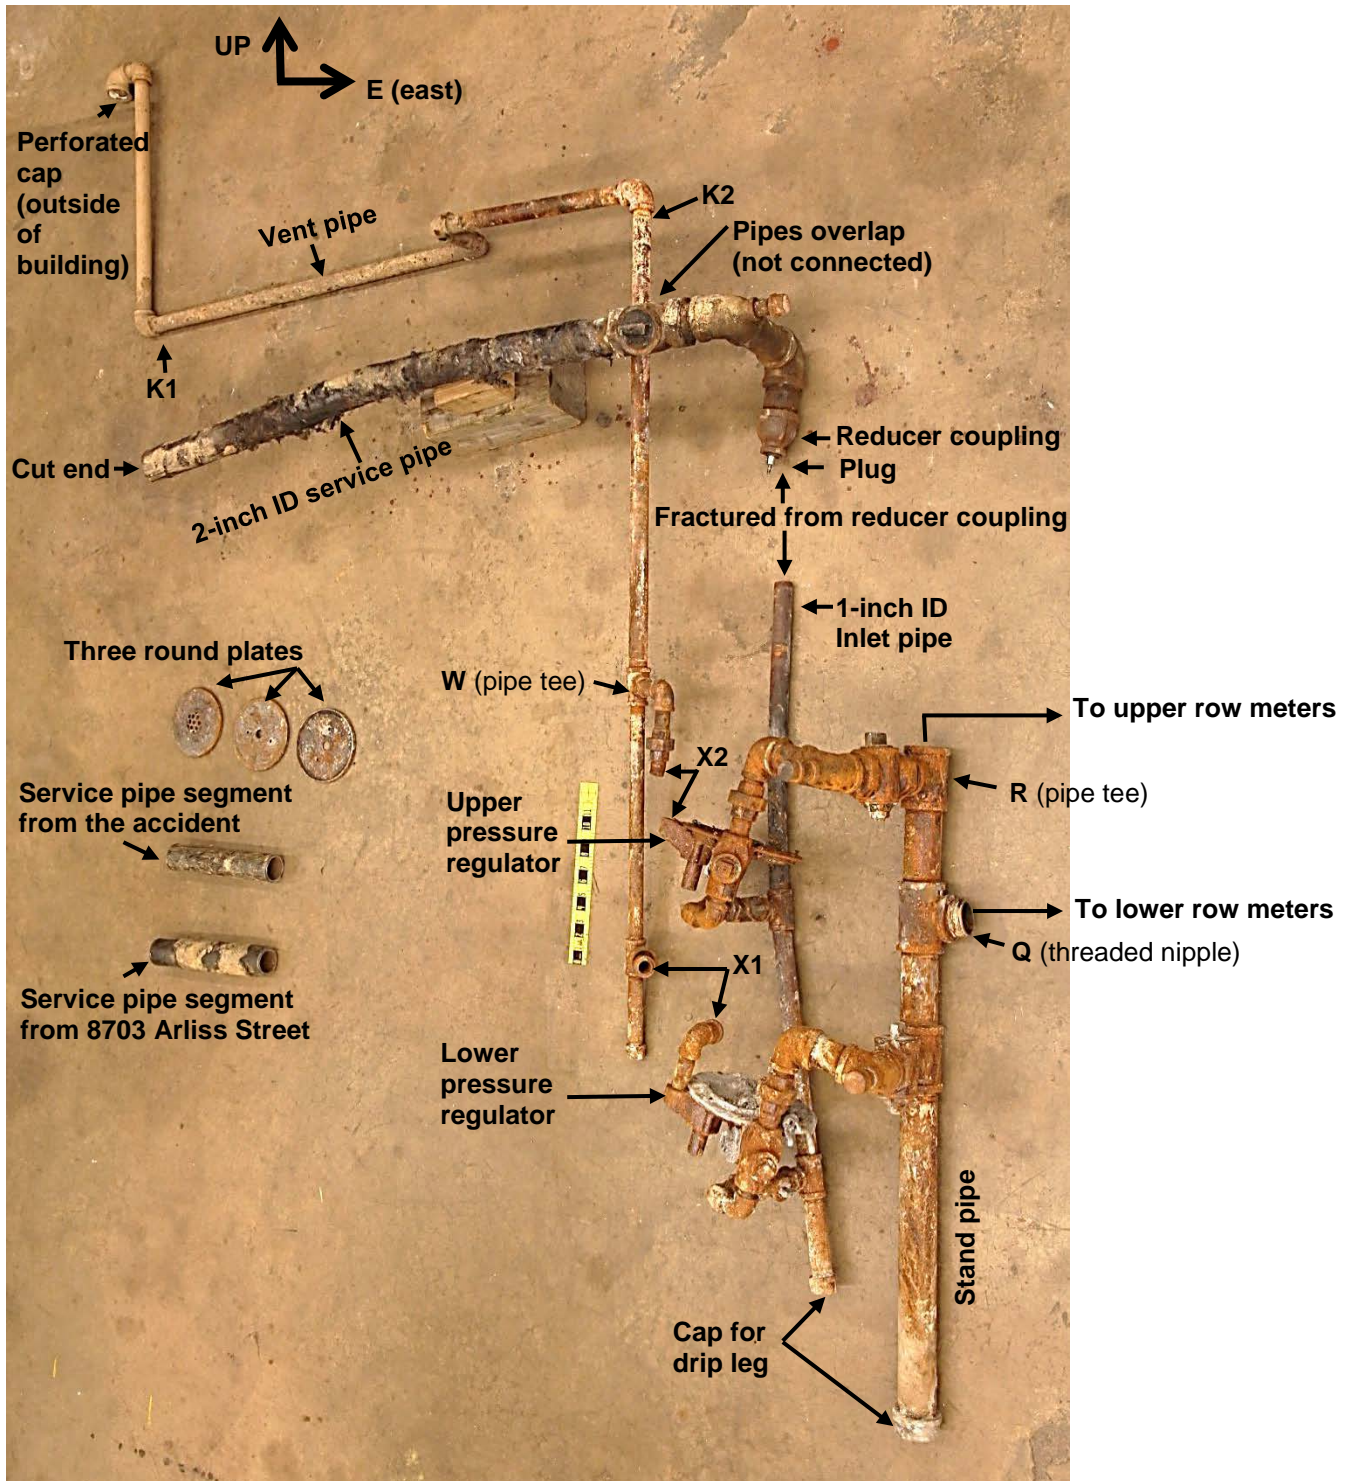 UP
E (east)
Perforated
cap
(outside
of
building)
Vent pipe
K2
Pipes overlap
(not connected)
K1
Cut end
2-inch ID service pipe
Reducer coupling
Plug
Fractured from reducer coupling
1-inch ID
Inlet pipe
Three round plates
W (pipe tee)
To upper row meters
X2
R (pipe tee)
Service pipe segment
from the accident
Upper
pressure
regulator
To lower row meters
Q (threaded nipple)
X1
Service pipe segment
from 8703 Arliss Street
Lower
pressure
regulator
Stand pipe
Cap for
drip leg